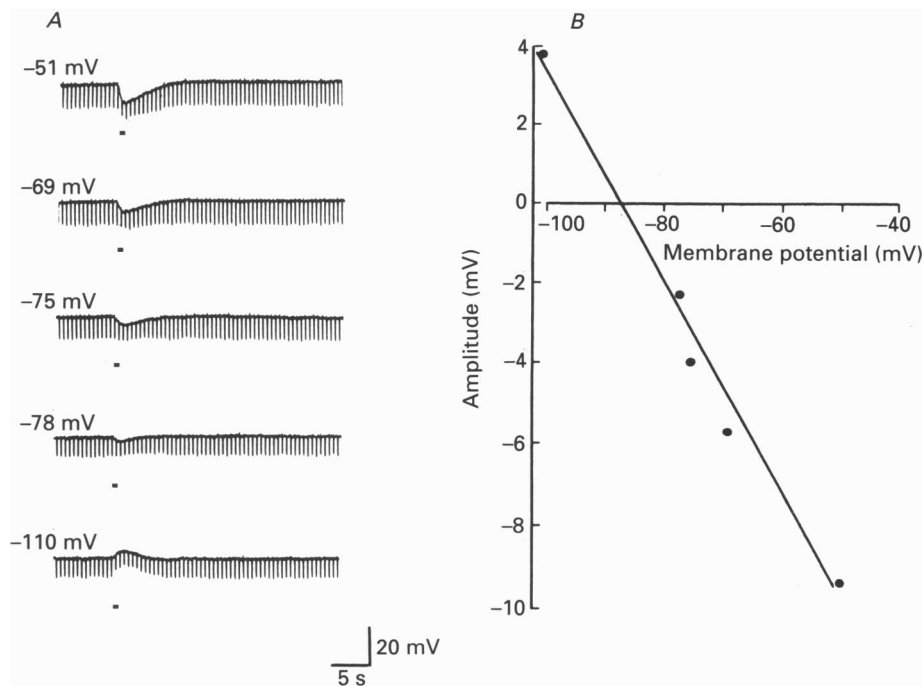 A
−51 mV
−69 mV
−75 mV
−78 mV
−110 mV
20 mV
5 s
B
4
2
0
−2
−4
−6
−8
−10
−100
−80
−60
−40
Membrane potential (mV)
Amplitude (mV)